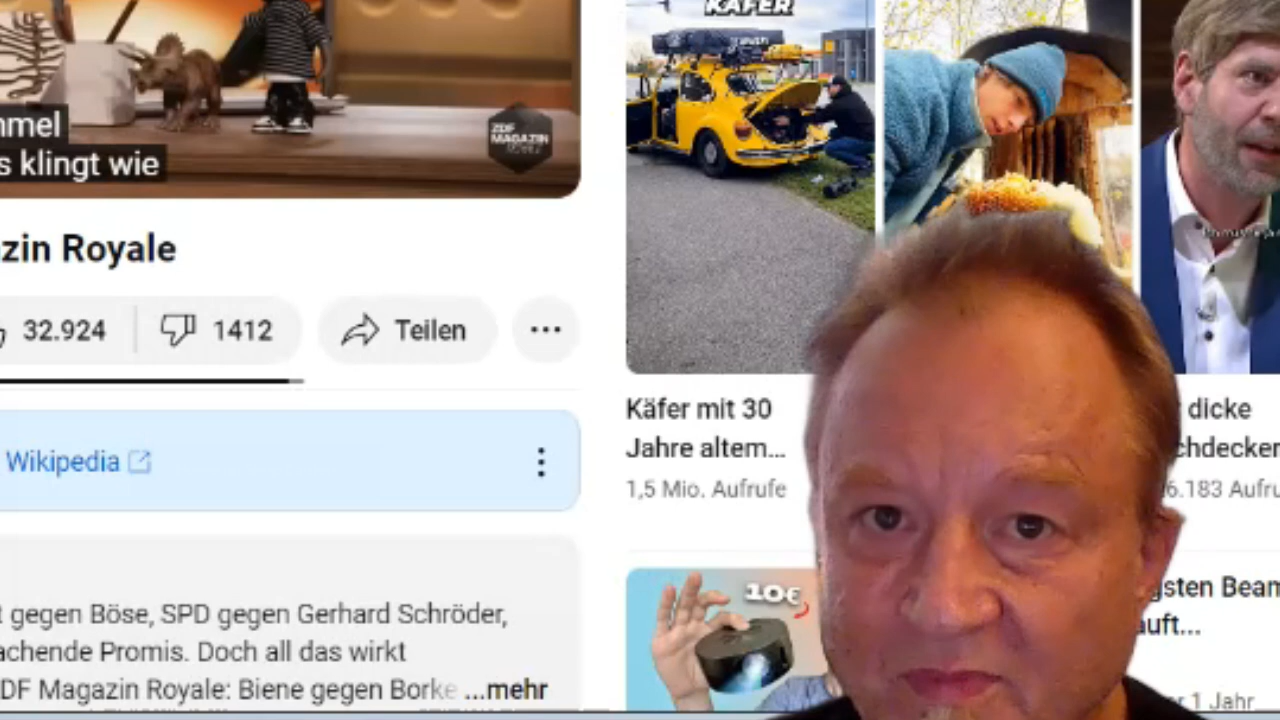 KÄFER
nmel
s klingt wie
ZDF
MAGAZIN
zin Royale
32.924
1412
Teilen
...
Wikipedia
Käfer mit 30
Jahre altem...
1,5 Mio. Aufrufe
dicke
chdecker
6.183 Aufru
10€
gsten Beam
auft...
r 1 Jahr
t gegen Böse, SPD gegen Gerhard Schröder,
achende Promis. Doch all das wirkt
DF Magazin Royale: Biene gegen Borke ...mehr